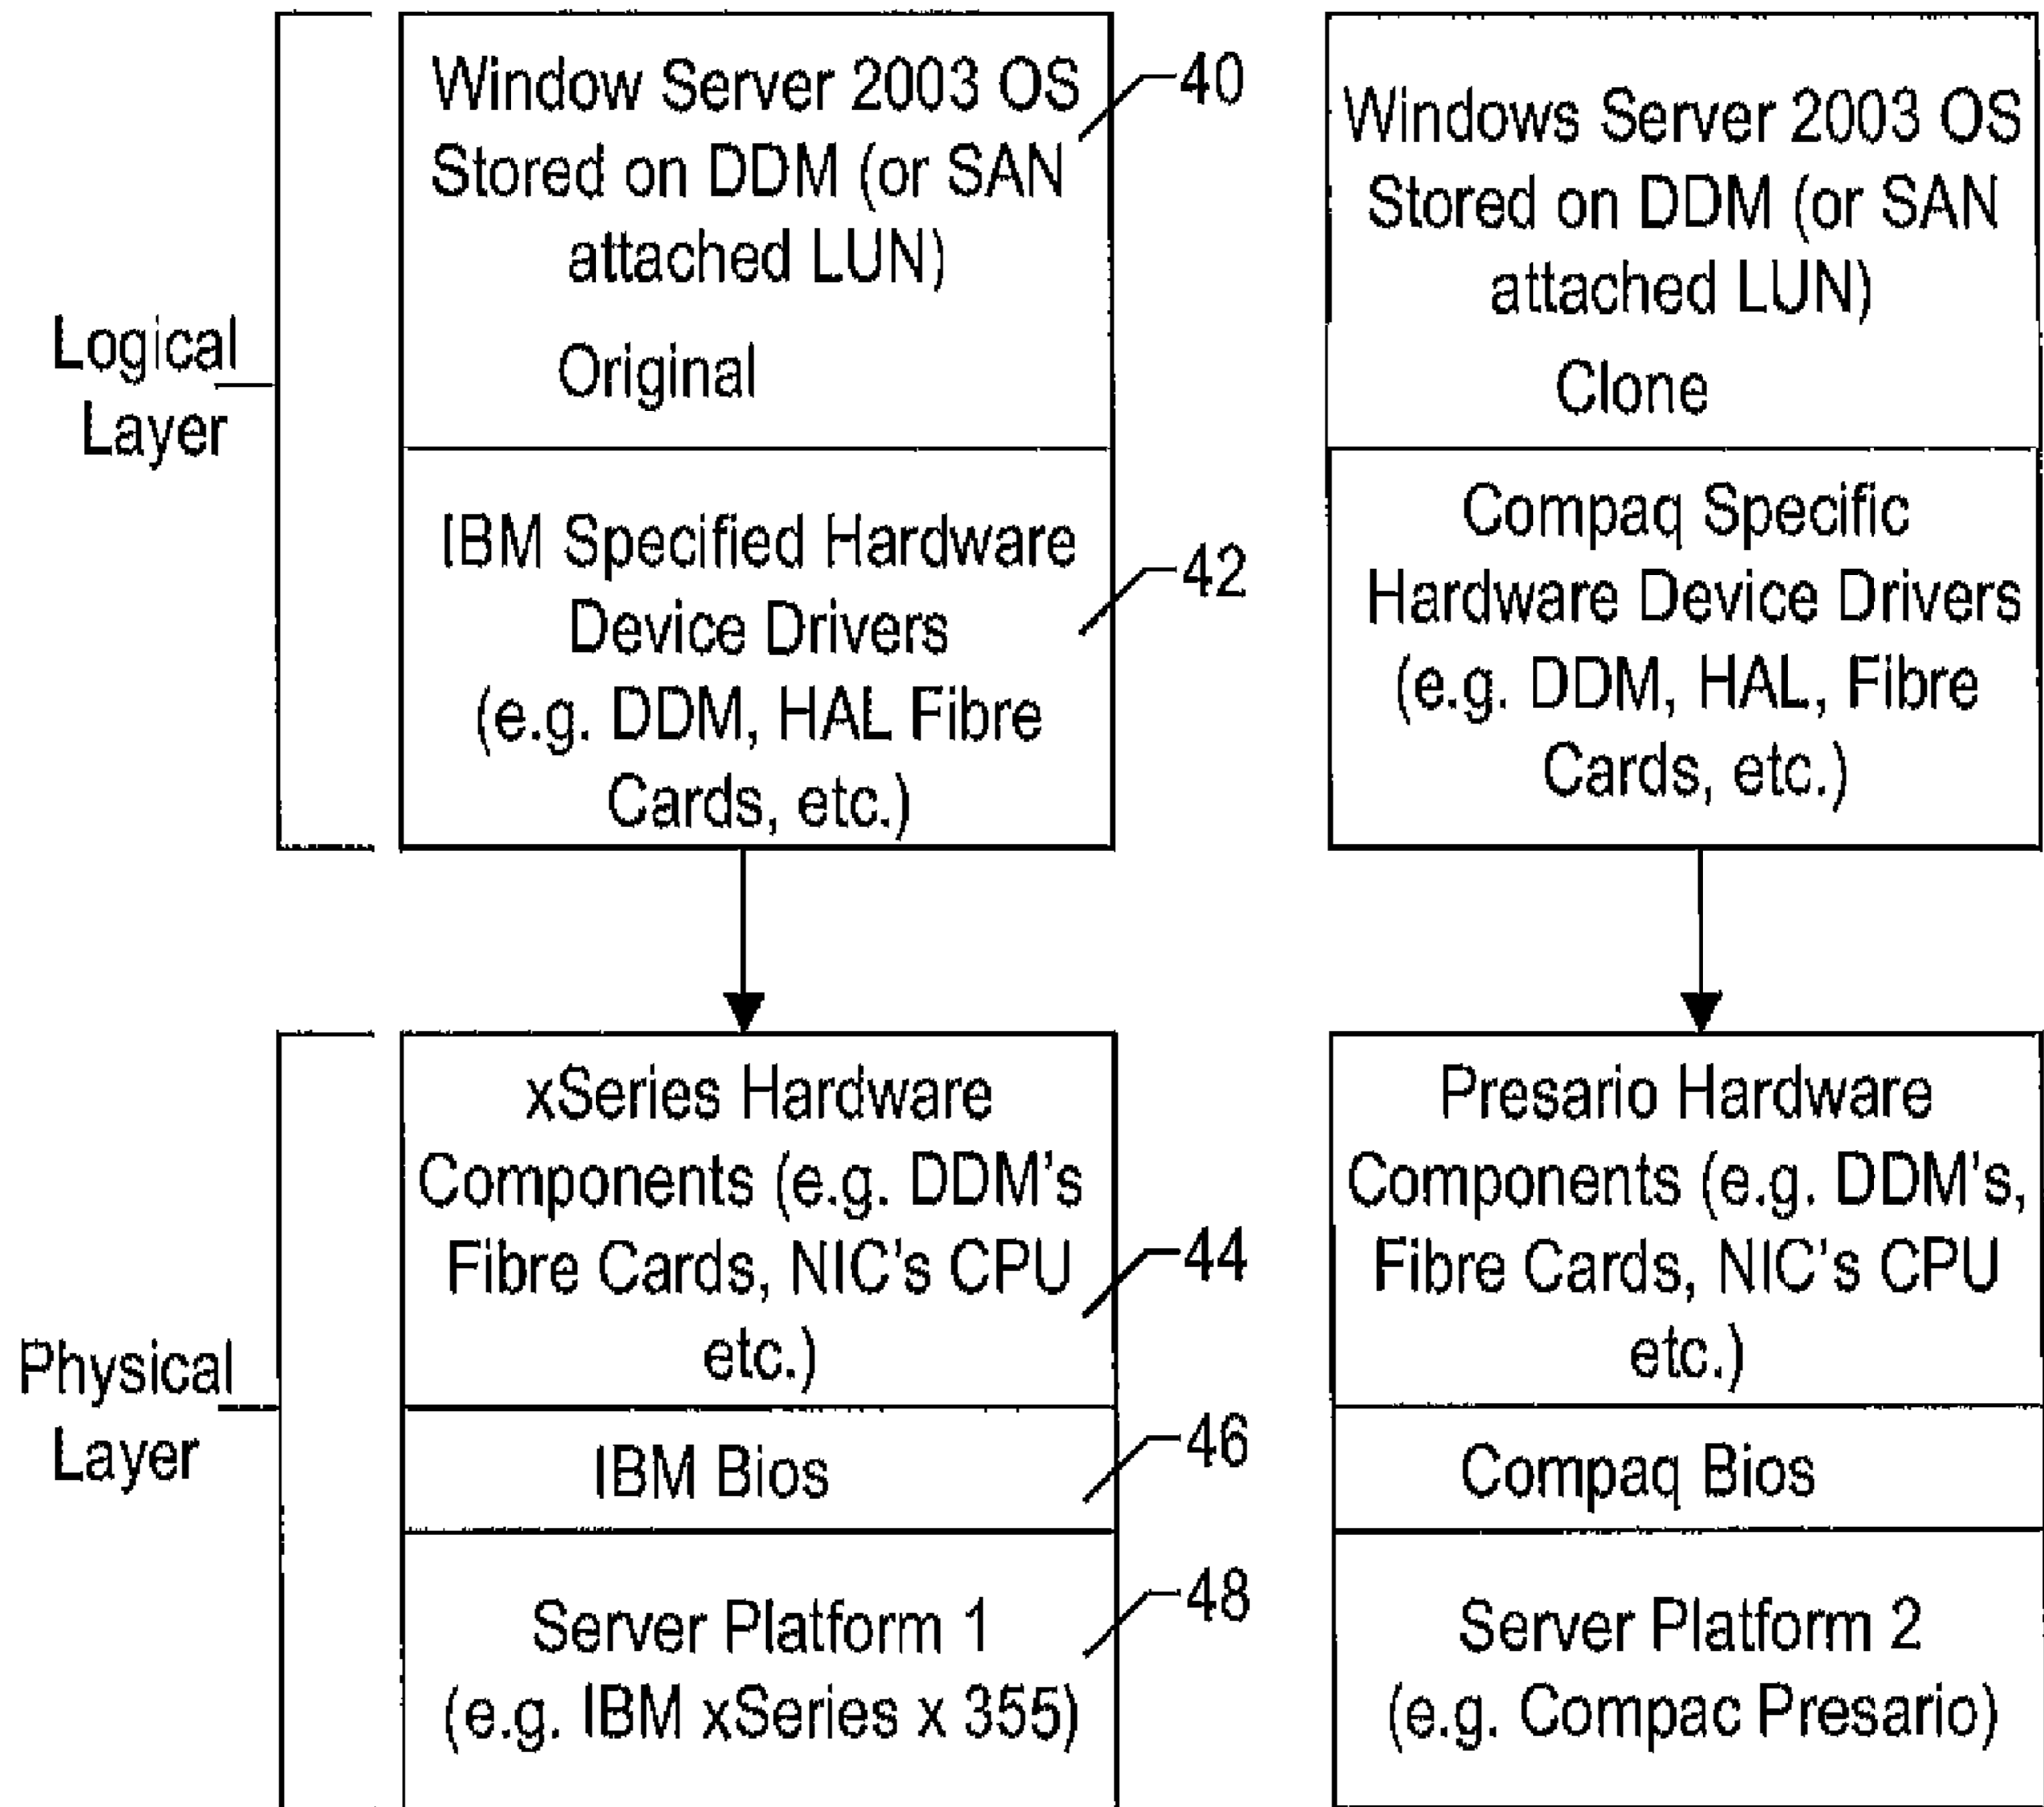 Logical
Layer
Window Server 2003 OS
Stored on DDM (or SAN
attached LUN)
Original
40
IBM Specified Hardware
Device Drivers
(e.g. DDM, HAL Fibre
Cards, etc.)
42
Windows Server 2003 OS
Stored on DDM (or SAN
attached LUN)
Clone
Compaq Specific
Hardware Device Drivers
(e.g. DDM, HAL, Fibre
Cards, etc.)
Physical
Layer
xSeries Hardware
Components (e.g. DDM's
Fibre Cards, NIC's CPU
etc.)
44
IBM Bios
46
Server Platform 1
(e.g. IBM xSeries x 355)
48
Presario Hardware
Components (e.g. DDM's,
Fibre Cards, NIC's CPU
etc.)
Compaq Bios
Server Platform 2
(e.g. Compac Presario)